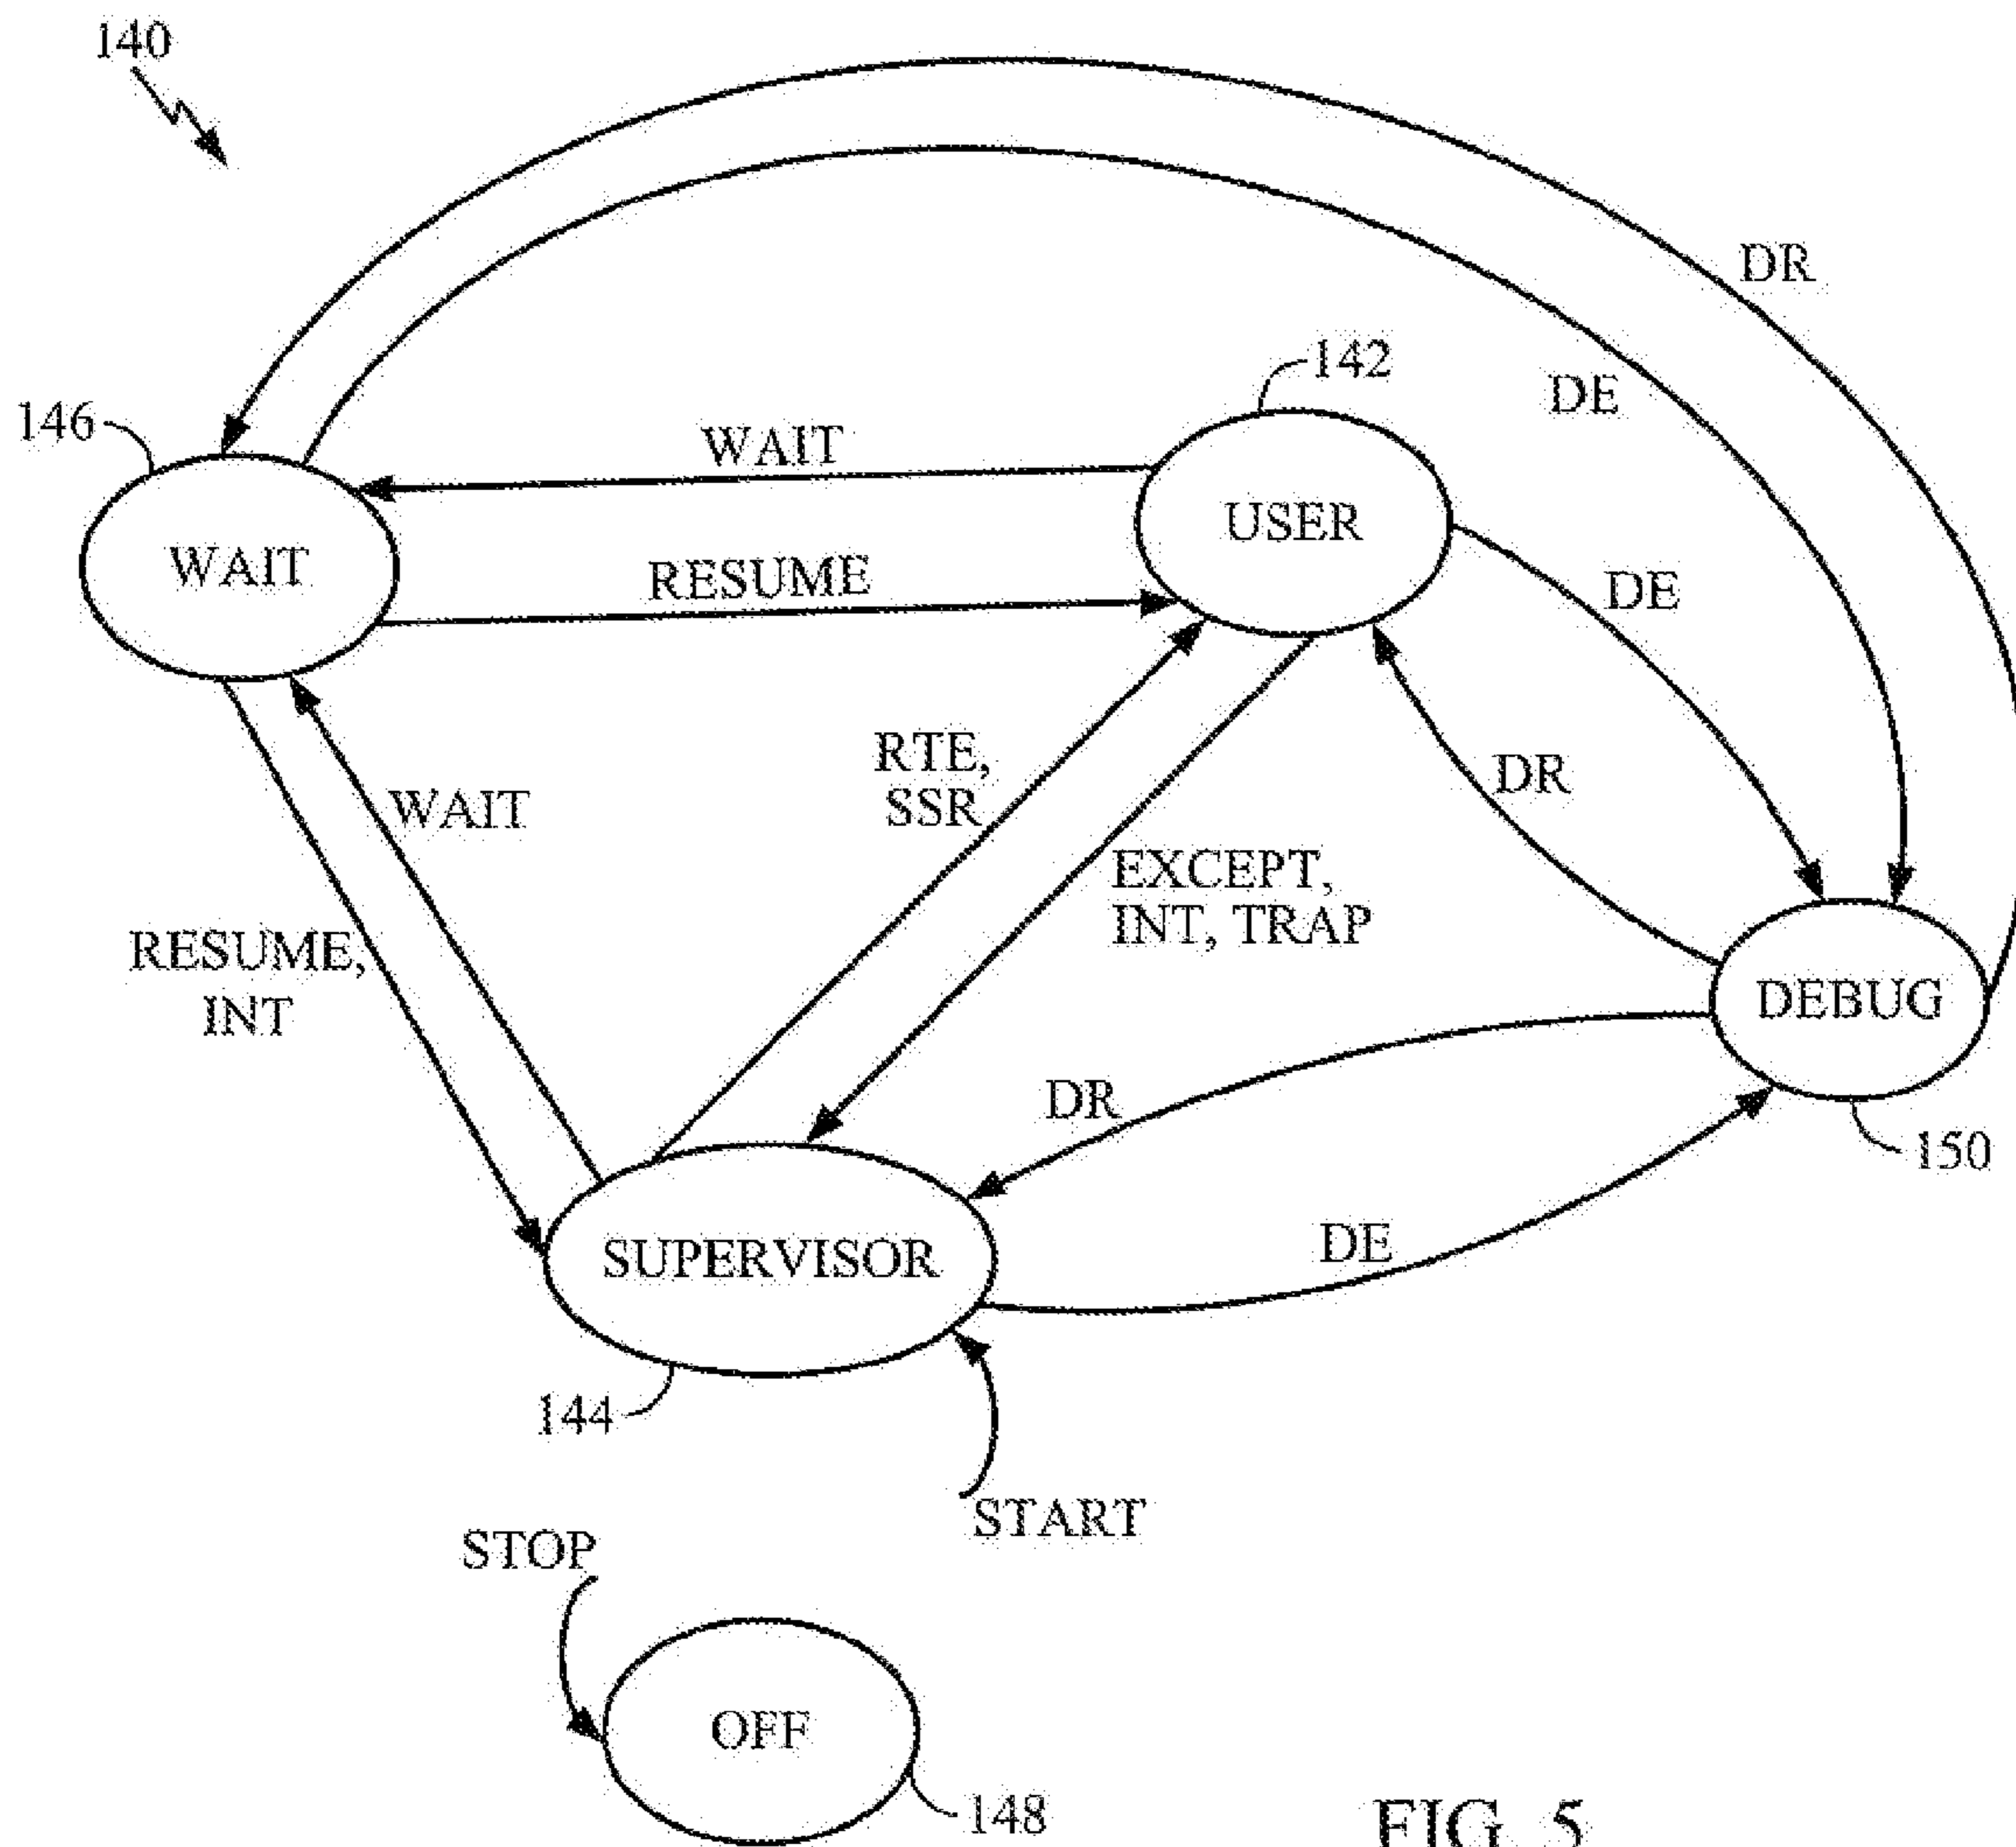 140
DR
142
DE
146
WAIT
USER
WAIT
RESUME
DE
RTE,
SSR
DR
WAIT
EXCEPT,
INT, TRAP
RESUME,
INT
DEBUG
DR
150
SUPERVISOR
DE
144
START
STOP
OFF
148
FIG. 5